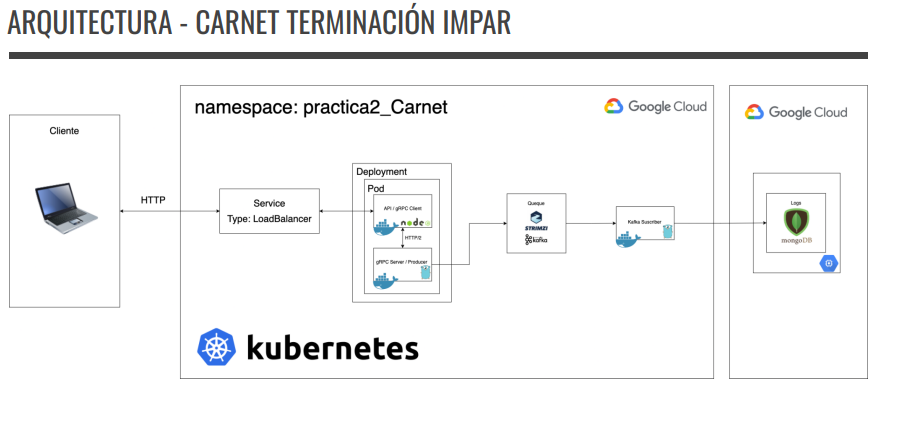 ARQUITECTURA - CARNET TERMINACIÓN IMPAR
namespace: practica2_Carnet
Google Cloud
Google Cloud
Cliente
HTTP
Service
Type: LoadBalancer
Deployment
Pod
API / gRPC Client
node
HTTP/2
gRPC Server / Producer
Queque
STRIMZI
kafka
Kafka Suscriber
Logs
mongoDB
kubernetes